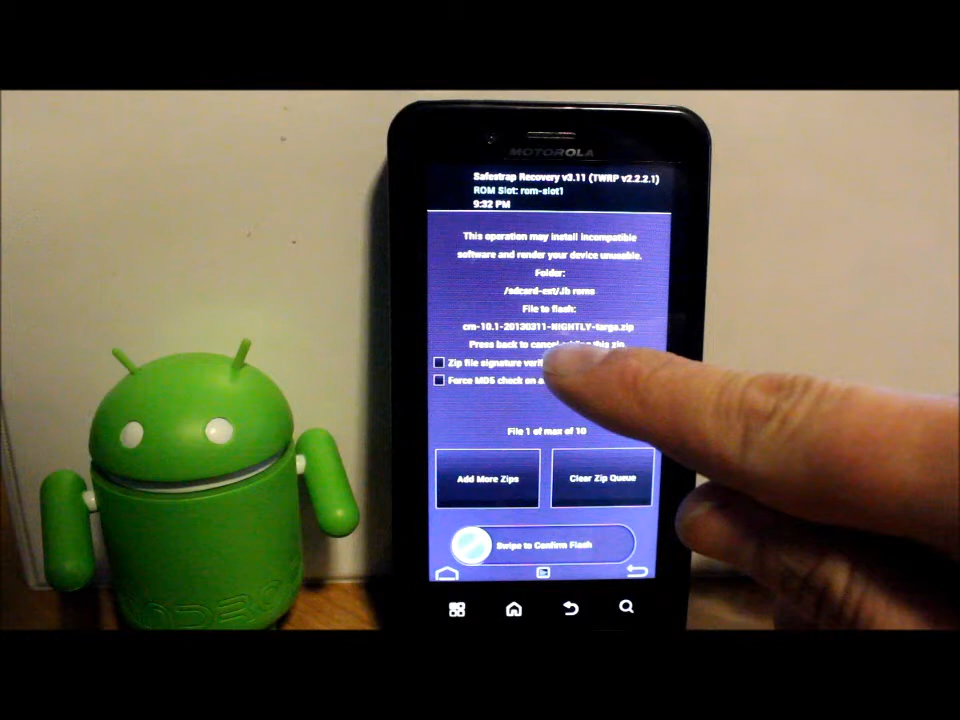 MOTOROLA
Safestrap Recovery v3.11 (TWRP v2.2.2.1)
ROM Slot: rom-slot1
9:32 PM
This operation may install incompatible
software and render your device unusable.
Folder:
/sdcard-ext/Jb roms
File to flash:
cm-10.1-20130311-NIGHTLY-targa.zip
Press back to cancel adding this zip.
Zip file signature
Force MD5 check on
File 1 of max of 10
Add More Zips
Clear Zip Queue
Swipe to Confirm Flash